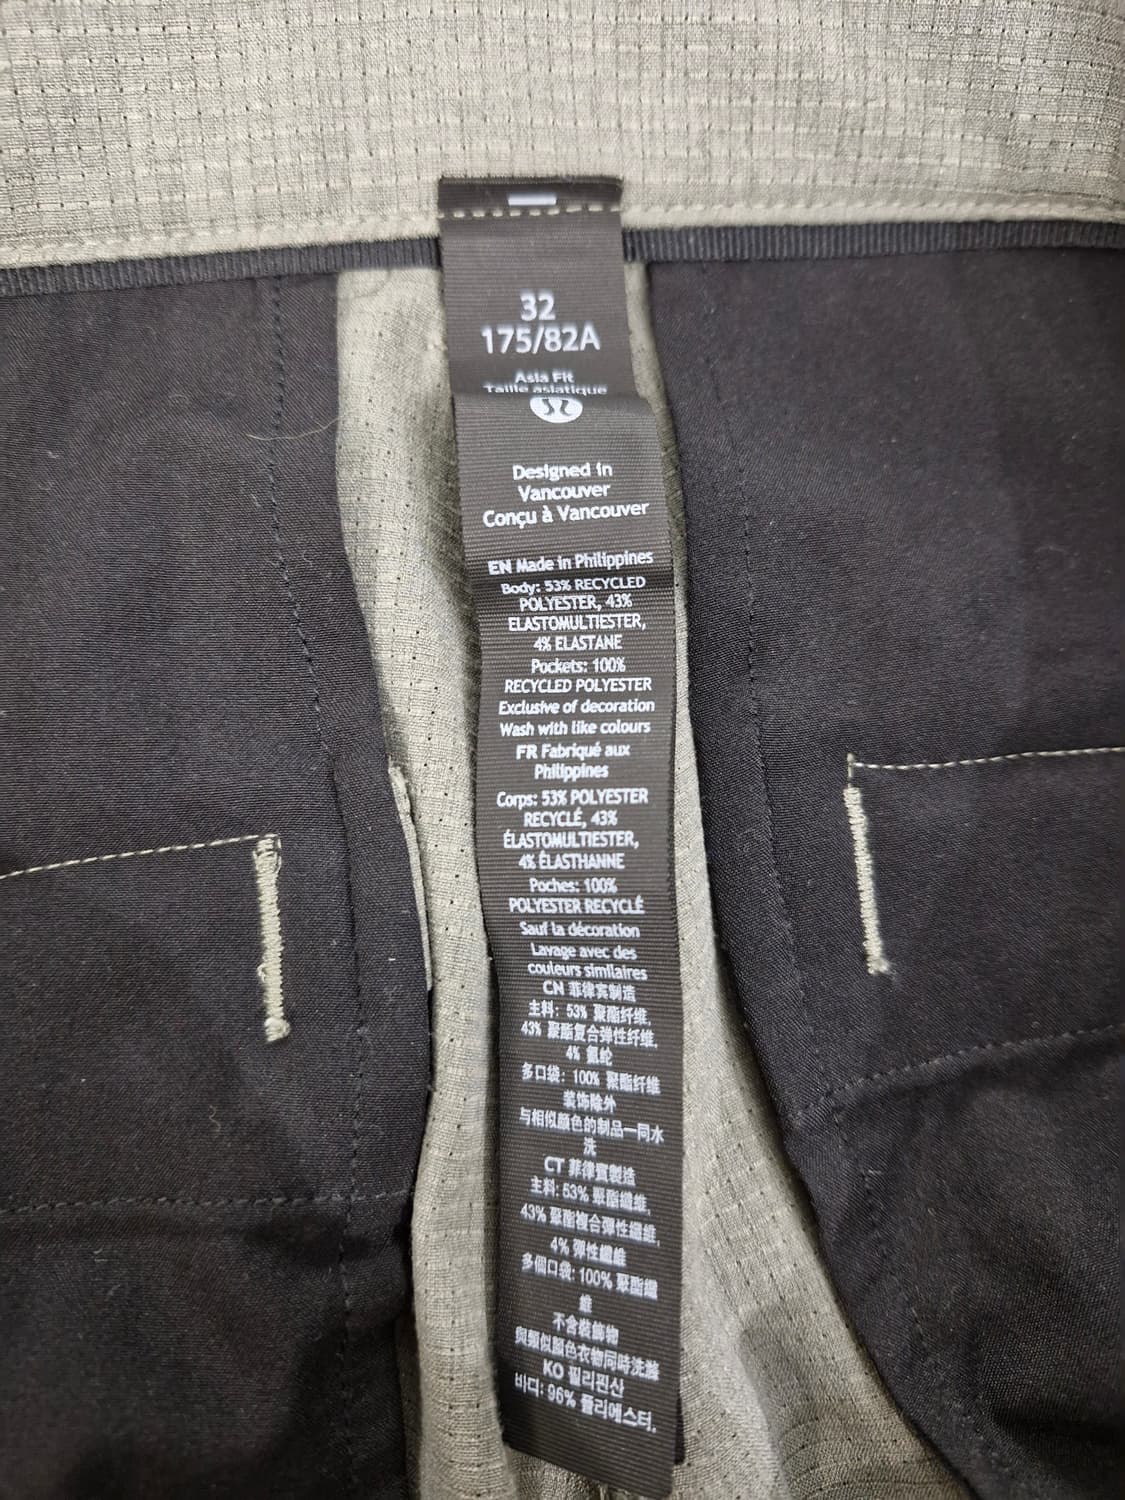 32
175/82A
Asia Fit
Taille asiatique
Designed in
Vancouver
Conçu à Vancouver
EN Made in Philippines
Body: 53% RECYCLED
POLYESTER, 43%
ELASTOMULTIESTER,
4% ELASTANE
Pockets: 100%
RECYCLED POLYESTER
Exclusive of decoration
Wash with like colours
FR Fabriqué aux
Philippines
Corps: 53% POLYESTER
RECYCLÉ, 43%
ÉLASTOMULTIESTER,
4% ÉLASTHANNE
Poches: 100%
POLYESTER RECYCLÉ
Sauf la décoration
Lavage avec des
couleurs similaires
CN 菲律宾制造
主料: 53% 聚酯纤维,
43% 聚酯复合弹性纤维,
4% 氨纶
多口袋: 100% 聚酯纤维
装饰除外
与相似颜色的制品一同水
洗
CT 菲律賓製造
主料: 53% 聚酯纖維,
43% 聚酯複合弹性纖維,
4% 彈性纖維
多個口袋: 100% 聚酯纖
維
不含裝飾物
與類似顏色衣物同時洗滌
KO 필리핀산
바디: 96% 폴리에스터,